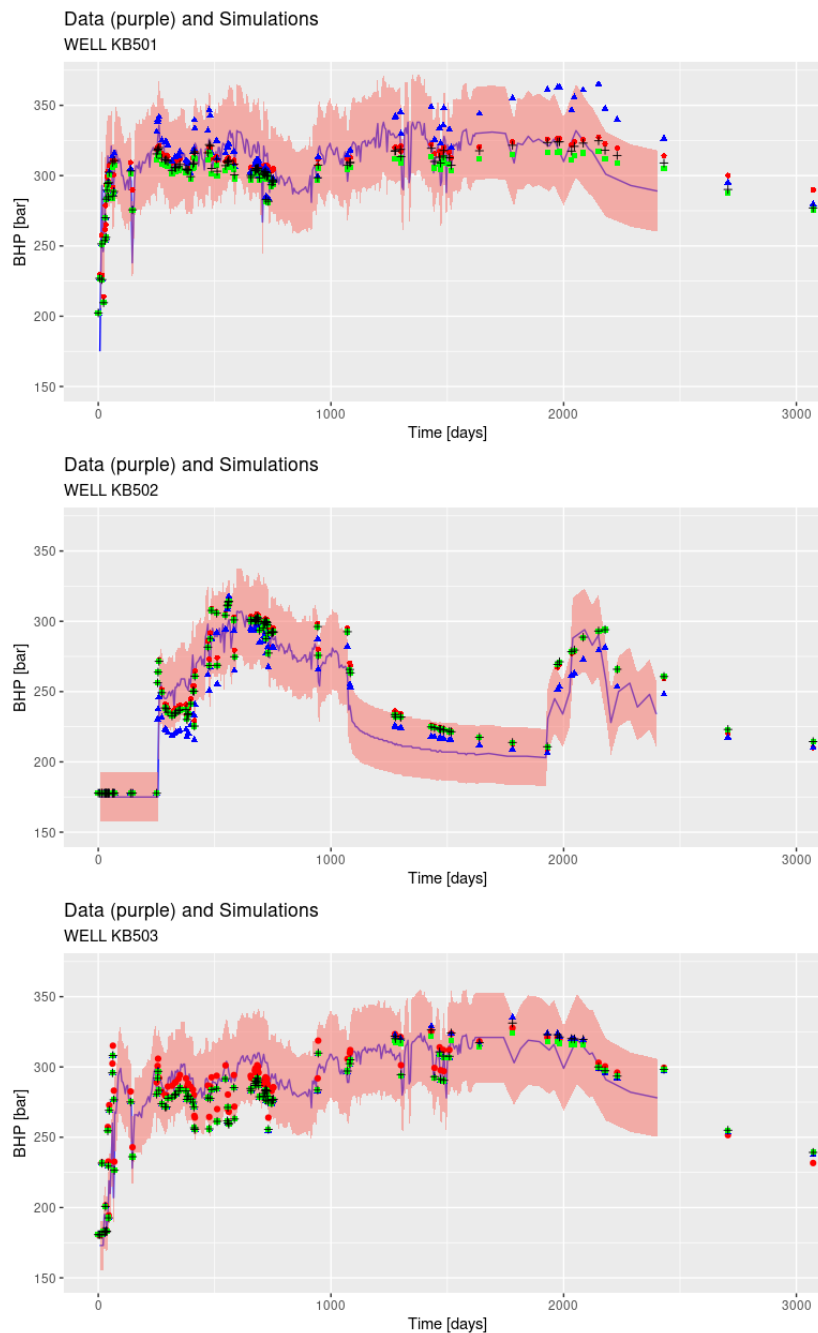 Data (purple) and Simulations
WELL KB501
350
300
250
200
150
BHP [bar]
0 1000 2000 3000
Time [days]
Data (purple) and Simulations
WELL KB502
350
300
250
200
150
BHP [bar]
0 1000 2000 3000
Time [days]
Data (purple) and Simulations
WELL KB503
350
300
250
200
150
BHP [bar]
0 1000 2000 3000
Time [days]